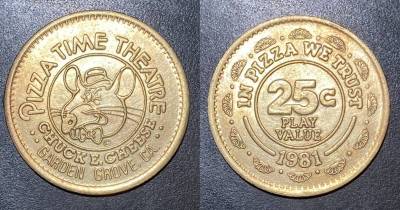 PIZZA TIME THEATRE
CHUCK E. CHEESE
GARDEN GROVE CA.
IN PIZZA WE TRUST
25¢
PLAY
VALUE
1981